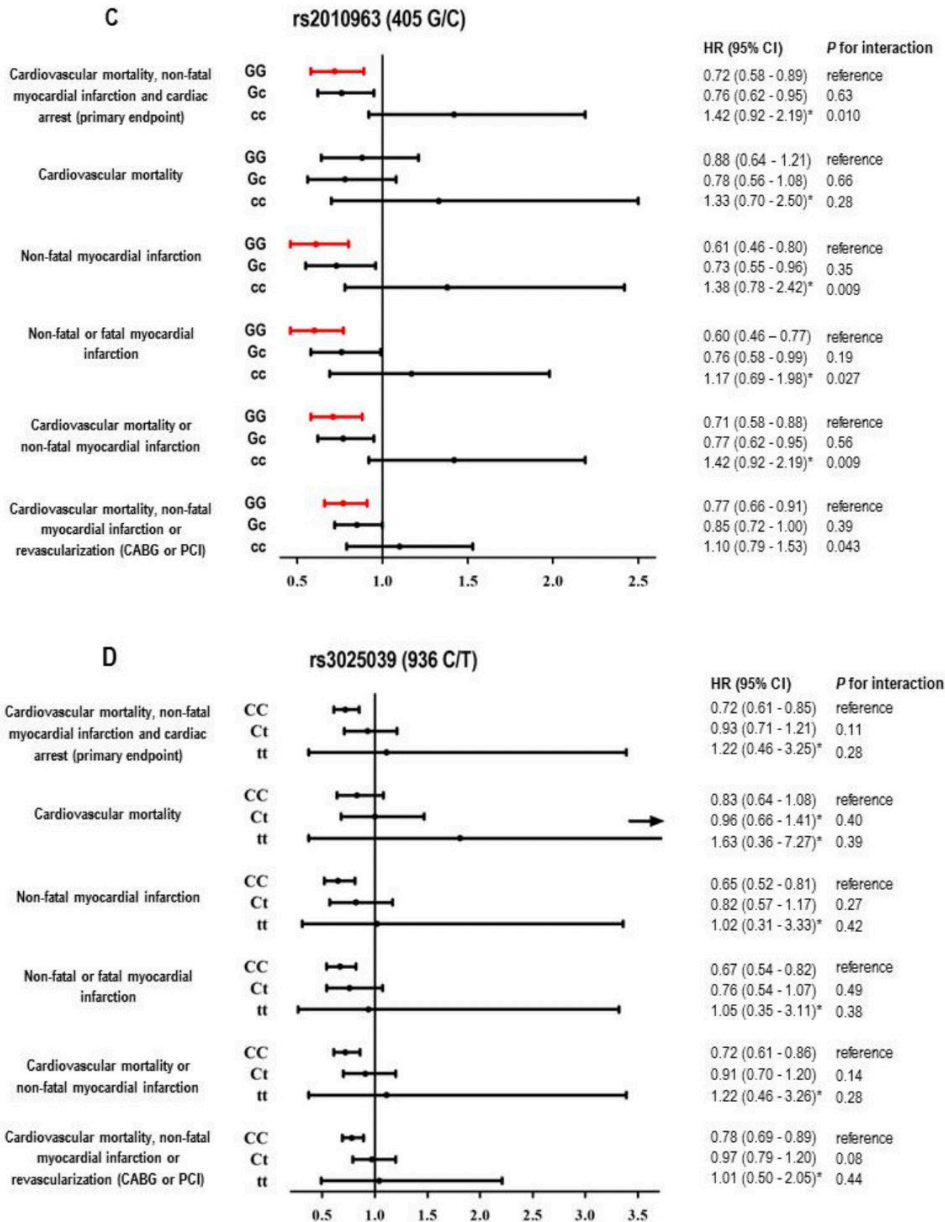 C
rs2010963 (405 G/C)
HR (95% CI) P for interaction
Cardiovascular mortality, non-fatal
myocardial infarction and cardiac
arrest (primary endpoint)
GG 0.72 (0.58 - 0.89) reference
Gc 0.76 (0.62 - 0.95) 0.63
cc 1.42 (0.92 - 2.19)* 0.010
Cardiovascular mortality
GG 0.88 (0.64 - 1.21) reference
Gc 0.78 (0.56 - 1.08) 0.66
cc 1.33 (0.70 - 2.50)* 0.28
Non-fatal myocardial infarction
GG 0.61 (0.46 - 0.80) reference
Gc 0.73 (0.55 - 0.96) 0.35
cc 1.38 (0.78 - 2.42)* 0.009
Non-fatal or fatal myocardial
infarction
GG 0.60 (0.46 – 0.77) reference
Gc 0.76 (0.58 - 0.99) 0.19
cc 1.17 (0.69 - 1.98)* 0.027
Cardiovascular mortality or
non-fatal myocardial infarction
GG 0.71 (0.58 - 0.88) reference
Gc 0.77 (0.62 - 0.95) 0.56
cc 1.42 (0.92 - 2.19)* 0.009
Cardiovascular mortality, non-fatal
myocardial infarction or
revascularization (CABG or PCI)
GG 0.77 (0.66 - 0.91) reference
Gc 0.85 (0.72 - 1.00) 0.39
cc 1.10 (0.79 - 1.53) 0.043
0.5 1.0 1.5 2.0 2.5
D
rs3025039 (936 C/T)
HR (95% CI) P for interaction
Cardiovascular mortality, non-fatal
myocardial infarction and cardiac
arrest (primary endpoint)
CC 0.72 (0.61 - 0.85) reference
Ct 0.93 (0.71 - 1.21) 0.11
tt 1.22 (0.46 - 3.25)* 0.28
Cardiovascular mortality
CC 0.83 (0.64 - 1.08) reference
Ct 0.96 (0.66 - 1.41)* 0.40
tt 1.63 (0.36 - 7.27)* 0.39
Non-fatal myocardial infarction
CC 0.65 (0.52 - 0.81) reference
Ct 0.82 (0.57 - 1.17) 0.27
tt 1.02 (0.31 - 3.33)* 0.42
Non-fatal or fatal myocardial
infarction
CC 0.67 (0.54 - 0.82) reference
Ct 0.76 (0.54 - 1.07) 0.49
tt 1.05 (0.35 - 3.11)* 0.38
Cardiovascular mortality or
non-fatal myocardial infarction
CC 0.72 (0.61 - 0.86) reference
Ct 0.91 (0.70 - 1.20) 0.14
tt 1.22 (0.46 - 3.26)* 0.28
Cardiovascular mortality, non-fatal
myocardial infarction or
revascularization (CABG or PCI)
CC 0.78 (0.69 - 0.89) reference
Ct 0.97 (0.79 - 1.20) 0.08
tt 1.01 (0.50 - 2.05)* 0.44
0.5 1.0 1.5 2.0 2.5 3.0 3.5